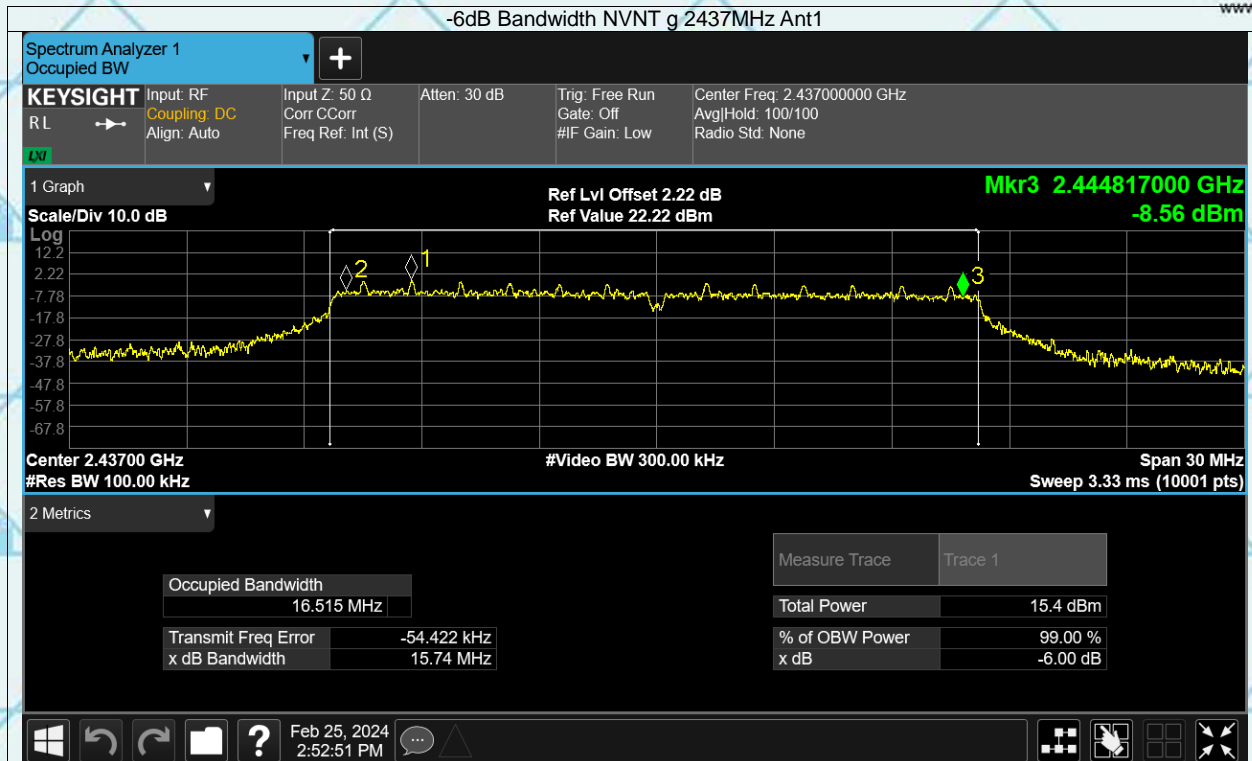 -6dB Bandwidth NVNT g 2437MHz Ant1
www
Spectrum Analyzer 1
Occupied BW
+
KEYSIGHT
RL
LXI
Input: RF
Coupling: DC
Align: Auto
Input Z: 50 Ω
Corr CCorr
Freq Ref: Int (S)
Atten: 30 dB
Trig: Free Run
Gate: Off
#IF Gain: Low
Center Freq: 2.437000000 GHz
Avg|Hold: 100/100
Radio Std: None
1 Graph
Scale/Div 10.0 dB
Ref Lvl Offset 2.22 dB
Ref Value 22.22 dBm
Mkr3 2.444817000 GHz
-8.56 dBm
Log
12.2
2.22
-7.78
-17.8
-27.8
-37.8
-47.8
-57.8
-67.8
2
1
3
Center 2.43700 GHz
#Res BW 100.00 kHz
#Video BW 300.00 kHz
Span 30 MHz
Sweep 3.33 ms (10001 pts)
2 Metrics
Measure Trace Trace 1
Occupied Bandwidth
16.515 MHz
Total Power 15.4 dBm
Transmit Freq Error -54.422 kHz
% of OBW Power 99.00 %
x dB Bandwidth 15.74 MHz
x dB -6.00 dB
?
Feb 25, 2024
2:52:51 PM